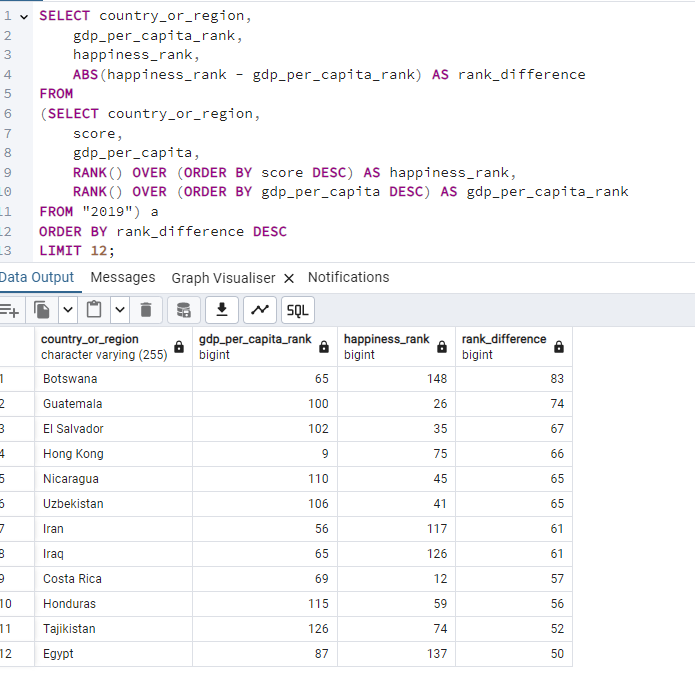 1 SELECT country_or_region,
2 gdp_per_capita_rank,
3 happiness_rank,
4 ABS(happiness_rank - gdp_per_capita_rank) AS rank_difference
5 FROM
6 (SELECT country_or_region,
7 score,
8 gdp_per_capita,
9 RANK() OVER (ORDER BY score DESC) AS happiness_rank,
10 RANK() OVER (ORDER BY gdp_per_capita DESC) AS gdp_per_capita_rank
11 FROM "2019") a
12 ORDER BY rank_difference DESC
13 LIMIT 12;
Data Output Messages Graph Visualiser Notifications
SQL
country_or_region gdp_per_capita_rank happiness_rank rank_difference
character varying (255) bigint bigint bigint
1 Botswana 65 148 83
2 Guatemala 100 26 74
3 El Salvador 102 35 67
4 Hong Kong 9 75 66
5 Nicaragua 110 45 65
6 Uzbekistan 106 41 65
7 Iran 56 117 61
8 Iraq 65 126 61
9 Costa Rica 69 12 57
10 Honduras 115 59 56
11 Tajikistan 126 74 52
12 Egypt 87 137 50